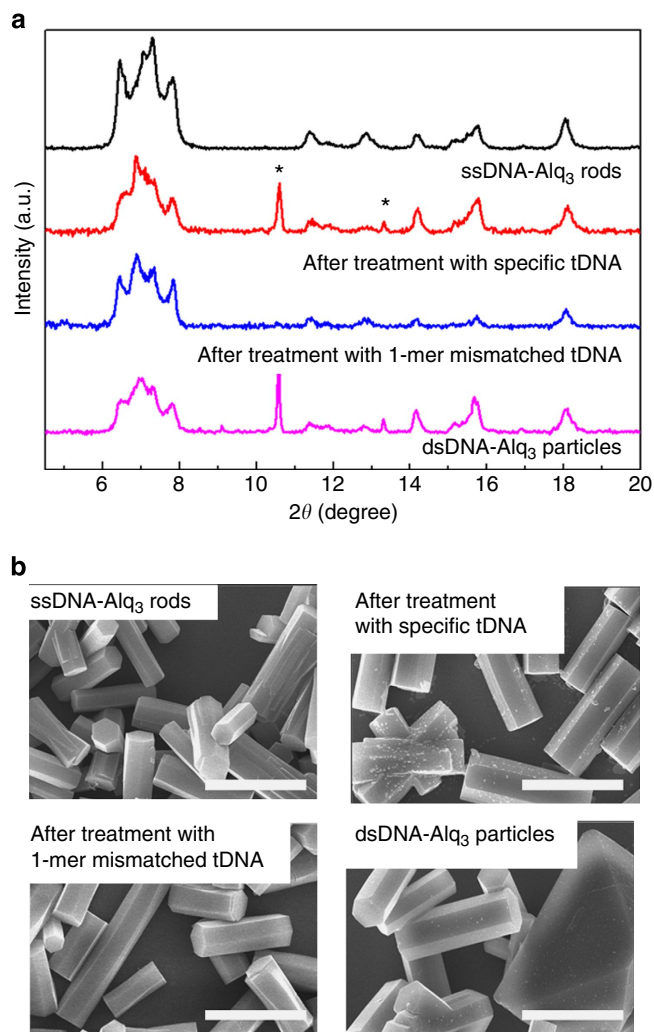 a
Intensity (a.u.)
*
*
ssDNA-Alq₃ rods
After treatment with specific tDNA
After treatment with 1-mer mismatched tDNA
dsDNA-Alq₃ particles
6 8 10 12 14 16 18 20
2θ (degree)
b
ssDNA-Alq₃ rods
After treatment
with specific tDNA
After treatment with
1-mer mismatched tDNA
dsDNA-Alq₃ particles